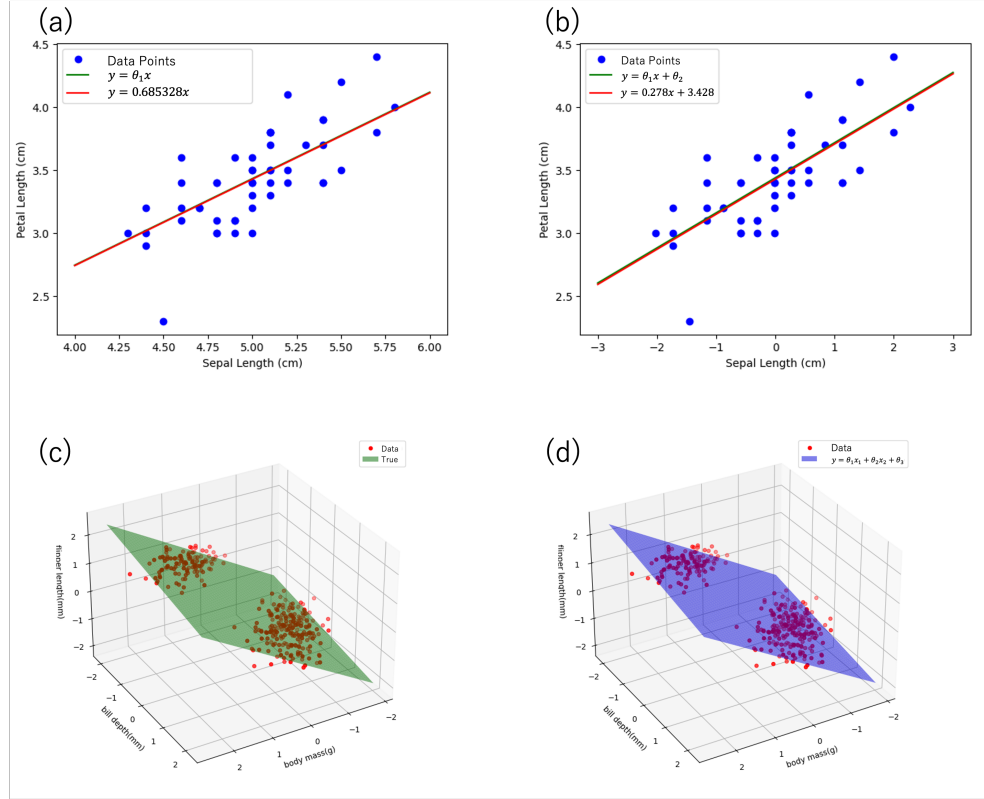 (a)
Data Points
y = θ₁x
y = 0.685328x
4.5
4.0
3.5
3.0
2.5
Petal Length (cm)
4.00 4.25 4.50 4.75 5.00 5.25 5.50 5.75 6.00
Sepal Length (cm)
(b)
Data Points
y = θ₁x + θ₂
y = 0.278x + 3.428
4.5
4.0
3.5
3.0
2.5
Petal Length (cm)
−3 −2 −1 0 1 2 3
Sepal Length (cm)
(c)
Data
True
flipper length(mm)
2
1
0
−1
−2
−2
−1
0
1
2
bill depth(mm)
2 1 0 −1 −2
body mass(g)
(d)
Data
y = θ₁x₁ + θ₂x₂ + θ₃
flipper length(mm)
2
1
0
−1
−2
−2
−1
0
1
2
bill depth(mm)
2 1 0 −1 −2
body mass(g)